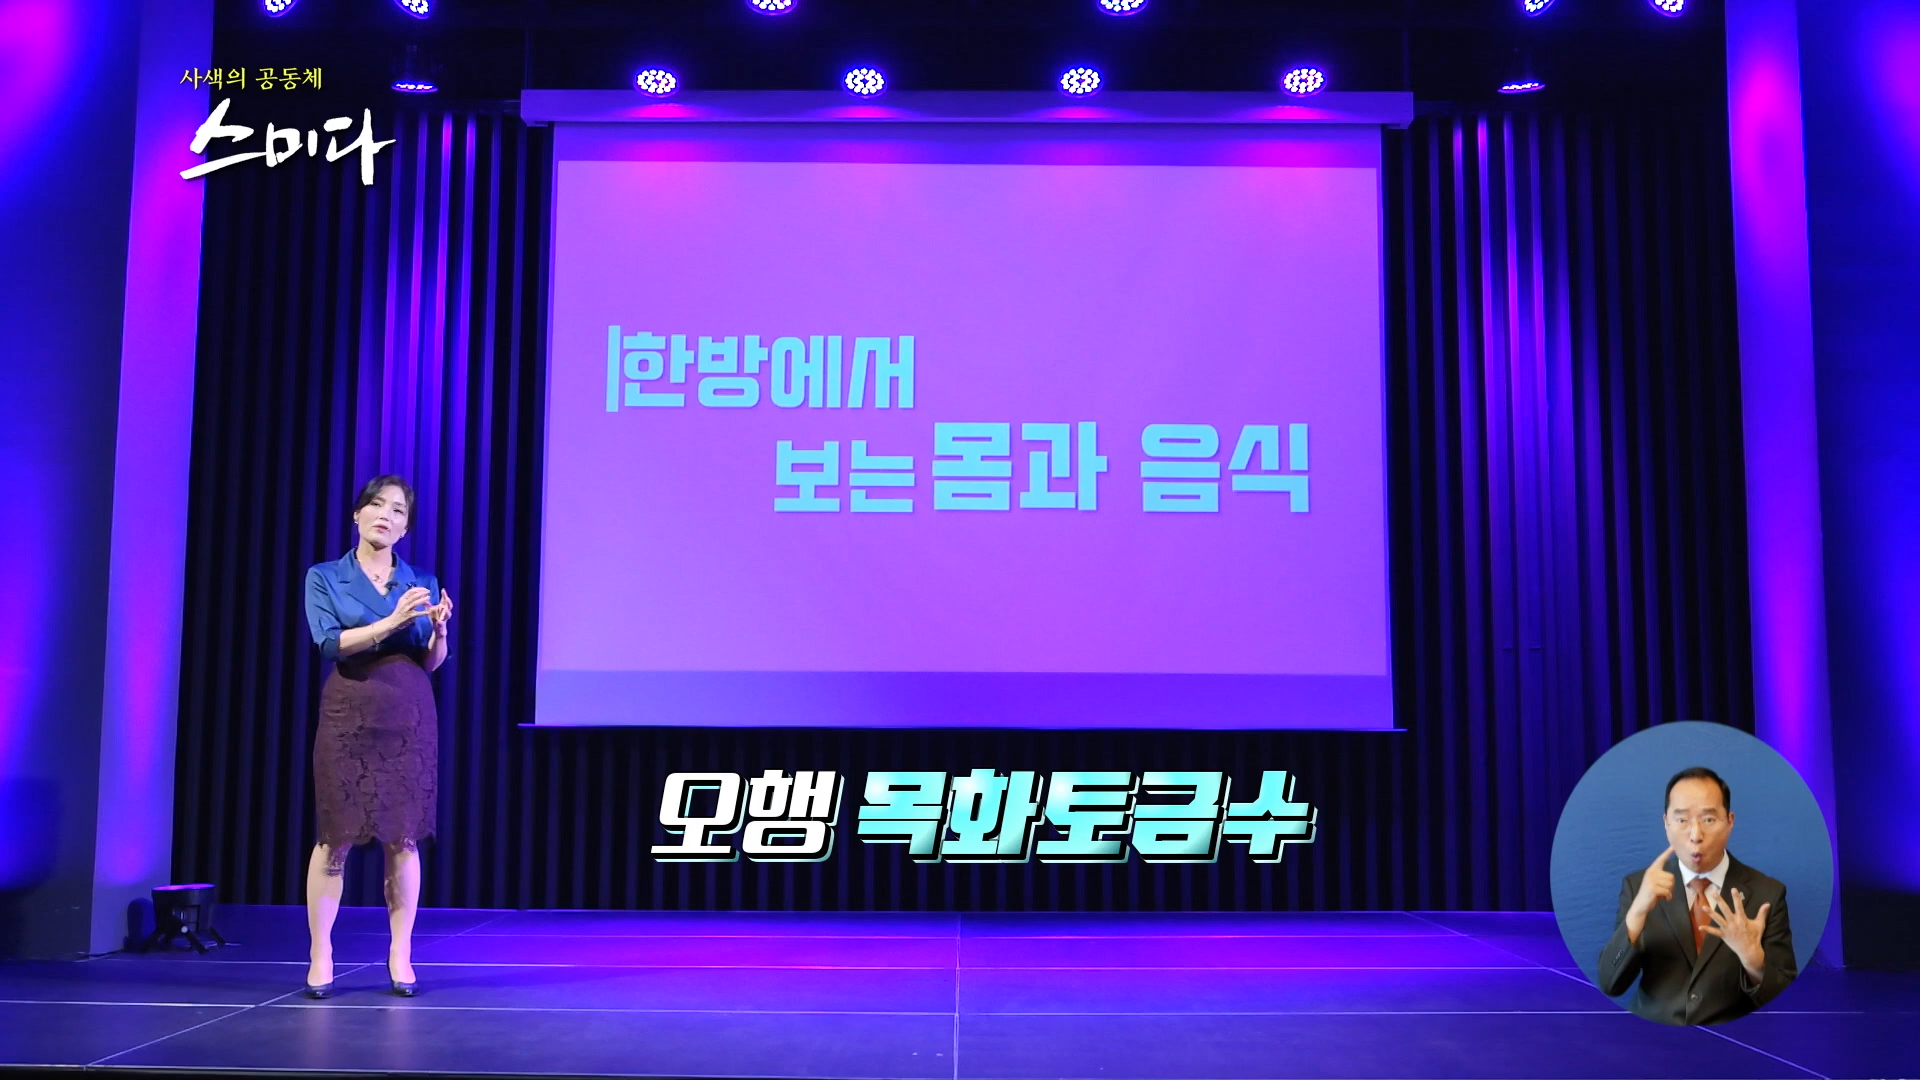 사색의 공동체
스미다
한방에서
보는 몸과 음식
오행 목화토금수